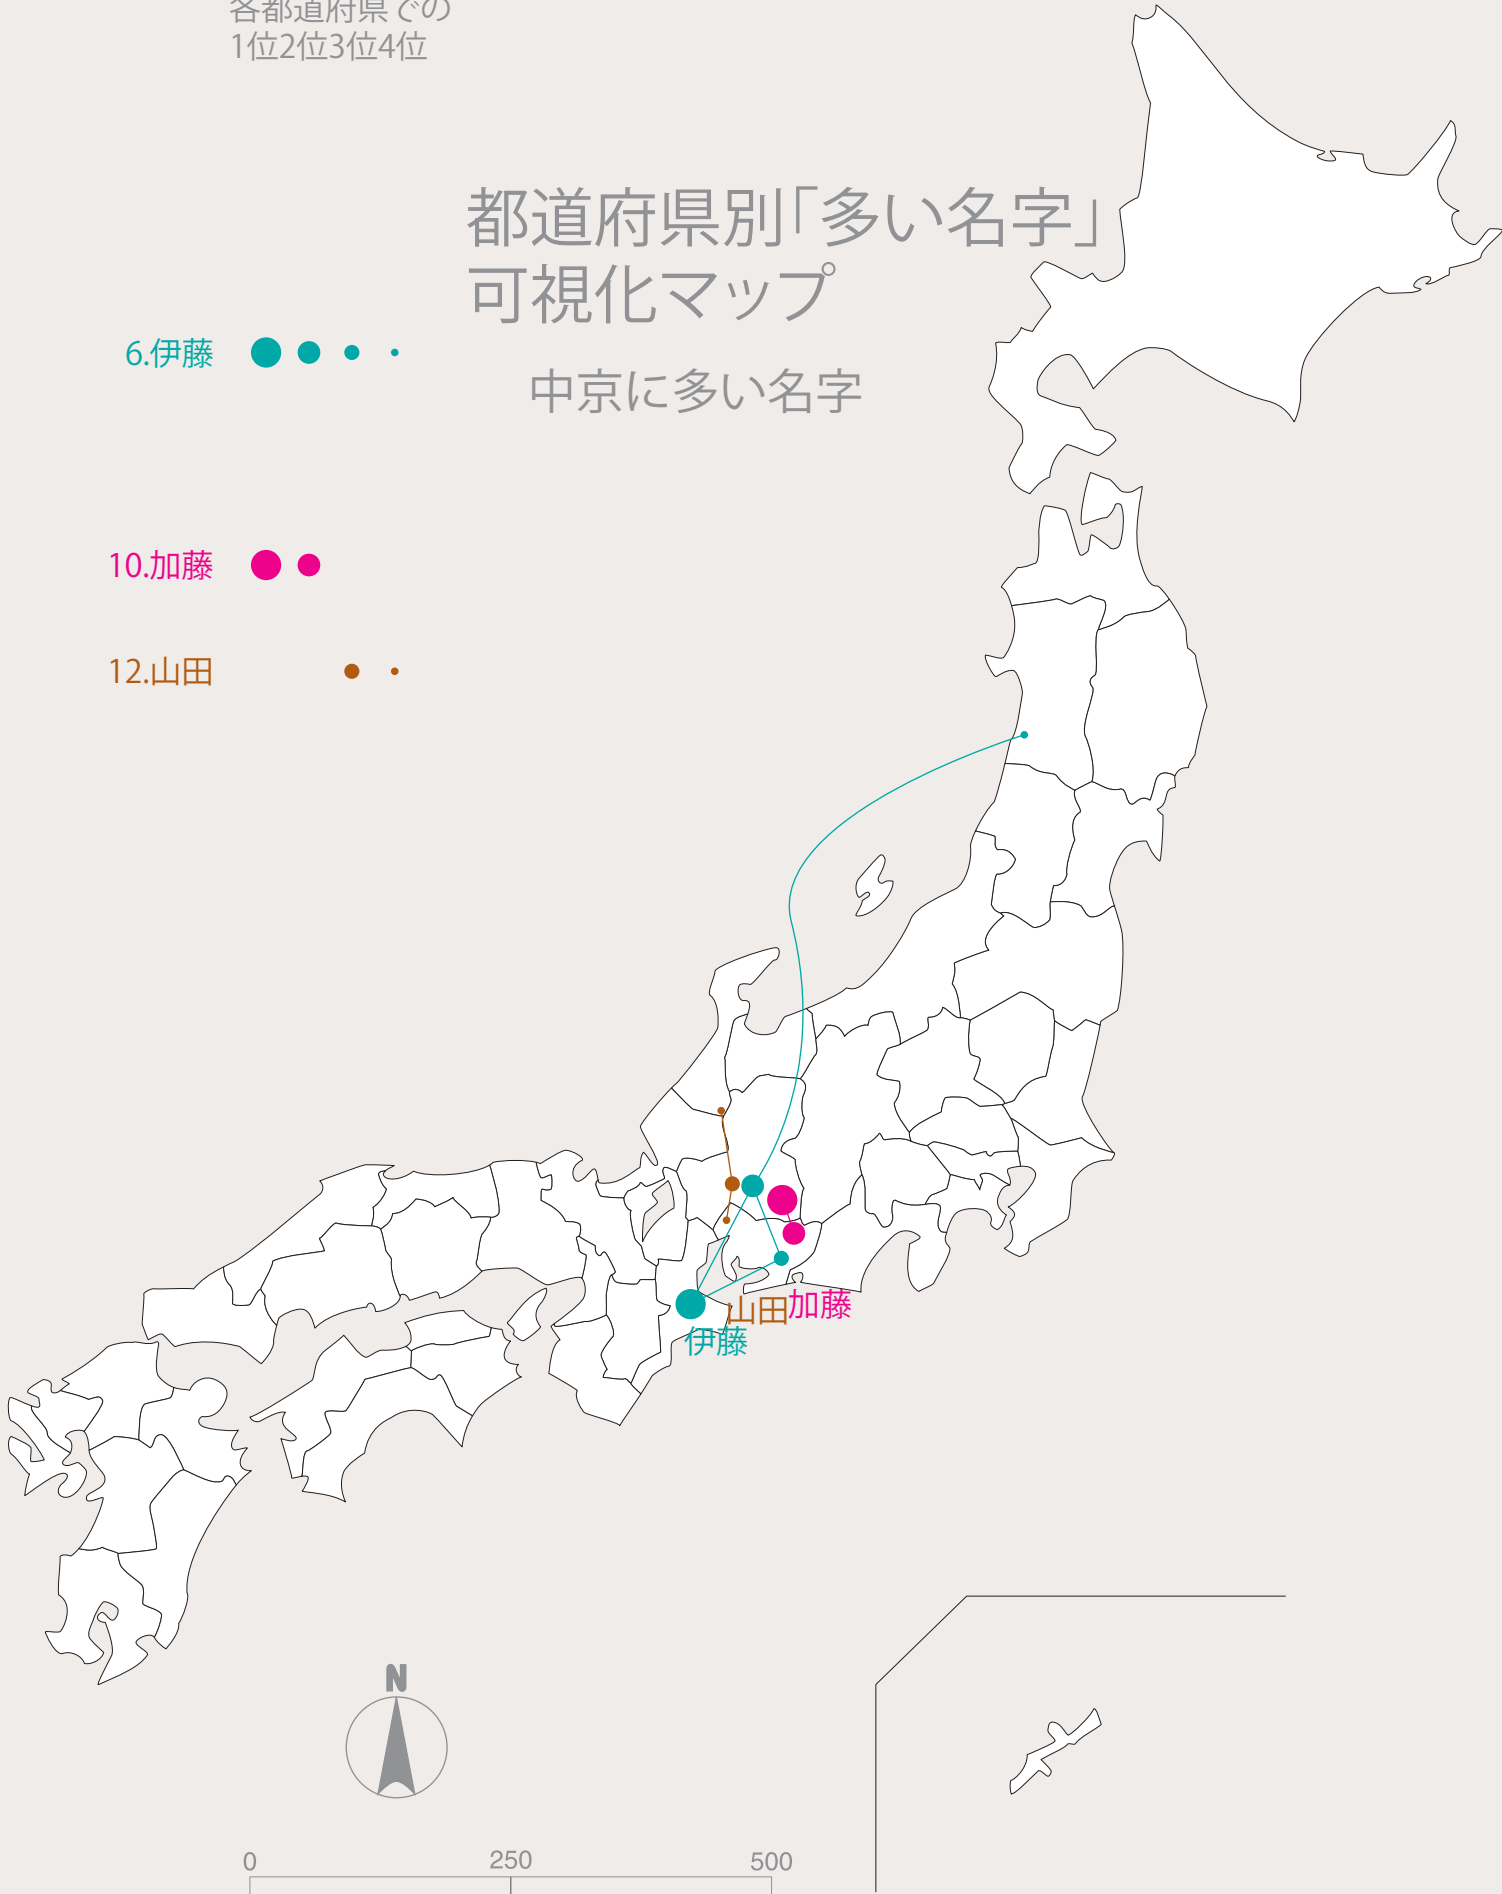 各都道府県での
1位2位3位4位
都道府県別「多い名字」
可視化マップ
中京に多い名字
6.伊藤
10.加藤
12.山田
山田
加藤
伊藤
N
0
250
500